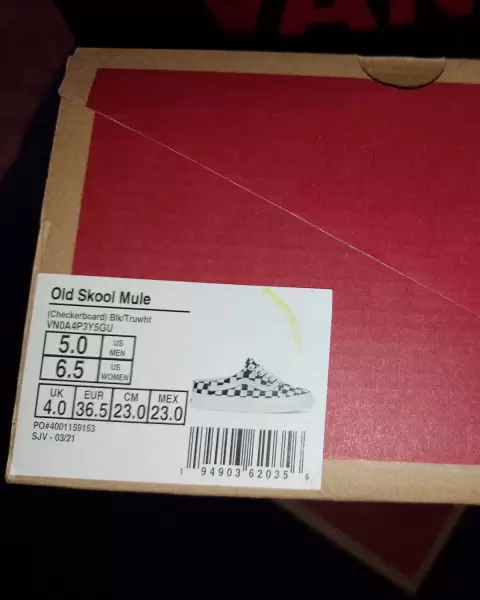 VAN
Old Skool Mule
(Checkerboard) Blk/Truwht
VN0A4P3Y5GU
5.0 US MEN
6.5 US WOMEN
UK EUR CM MEX
4.0 36.5 23.0 23.0
PO#4001159153
SJV - 03/21
1 94903 62035 6